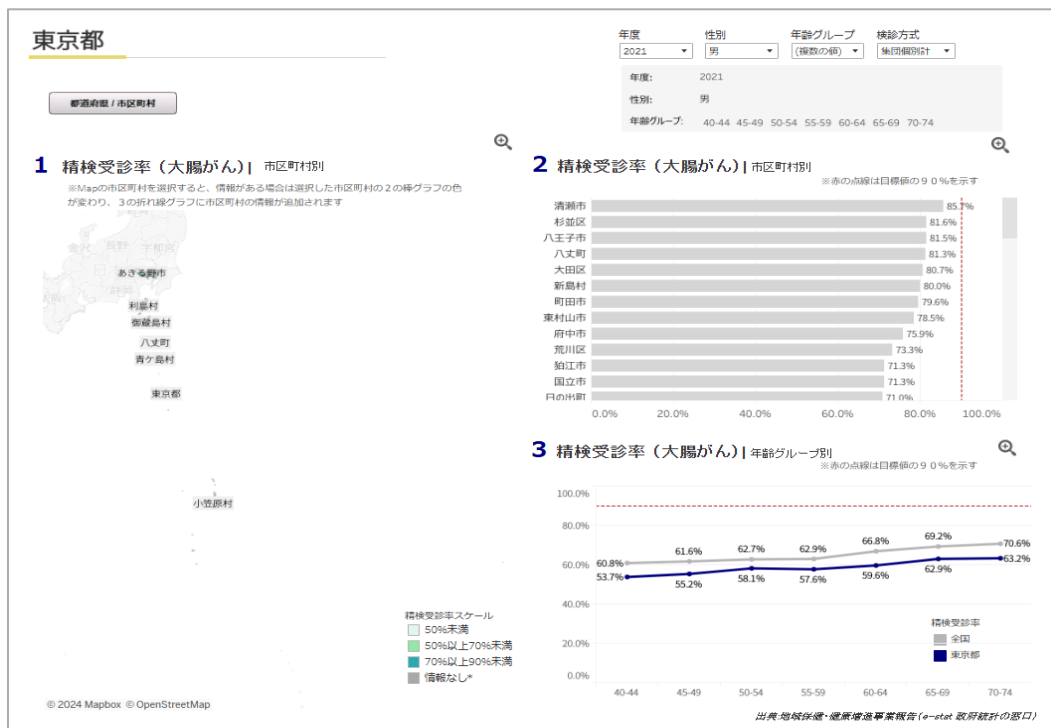 東京都
年度 性別 年齢グループ 検診方式
2021 男 (複数の値) 集団個別計
年度: 2021
性別: 男
年齢グループ: 40-44 45-49 50-54 55-59 60-64 65-69 70-74
都道府県 / 市区町村
1 精検受診率（大腸がん）| 市区町村別
※Mapの市区町村を選択すると、情報がある場合は選択した市区町村の２の棒グラフの色
が変わり、３の折れ線グラフに市区町村の情報が追加されます
金沢 長野 宇都宮
あきる野市
利島村
御蔵島村
八丈町
青ケ島村
東京都
小笠原村
精検受診率スケール
50%未満
50%以上70%未満
70%以上90%未満
情報なし*
© 2024 Mapbox © OpenStreetMap
2 精検受診率（大腸がん）| 市区町村別
※赤の点線は目標値の９０％を示す
清瀬市 85.7%
杉並区 81.6%
八王子市 81.5%
八丈町 81.3%
大田区 80.7%
新島村 80.0%
町田市 79.6%
東村山市 78.5%
府中市 75.9%
荒川区 73.3%
狛江市 71.3%
国立市 71.3%
日の出町 71.0%
0.0% 20.0% 40.0% 60.0% 80.0% 100.0%
3 精検受診率（大腸がん）| 年齢グループ別
※赤の点線は目標値の９０％を示す
100.0%
80.0%
60.0%
40.0%
20.0%
0.0%
60.8% 61.6% 62.7% 62.9% 66.8% 69.2% 70.6%
53.7% 55.2% 58.1% 57.6% 59.6% 62.9% 63.2%
精検受診率
全国
東京都
40-44 45-49 50-54 55-59 60-64 65-69 70-74
出典:地域保健・健康増進事業報告(e-stat 政府統計の窓口)